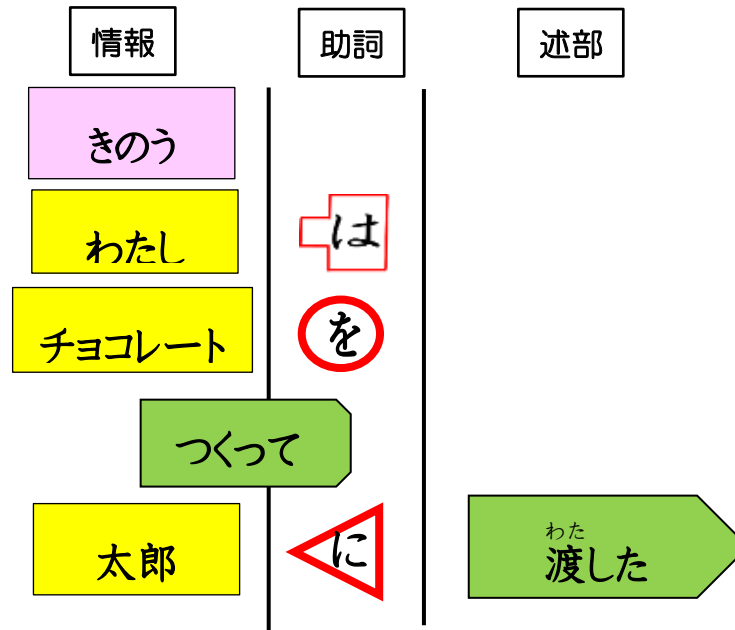 情報 助詞 述部
きのう
わたし は
チョコレート を
つくって
太郎 に 渡した
わた